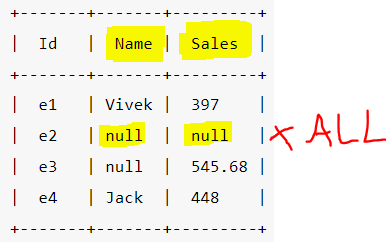 +-------+-------+--------+
| Id | Name | Sales |
+-------+-------+--------+
| e1 | Vivek | 397 |
| e2 | null | null | x ALL
| e3 | null | 545.68 |
| e4 | Jack | 448 |
+-------+-------+--------+